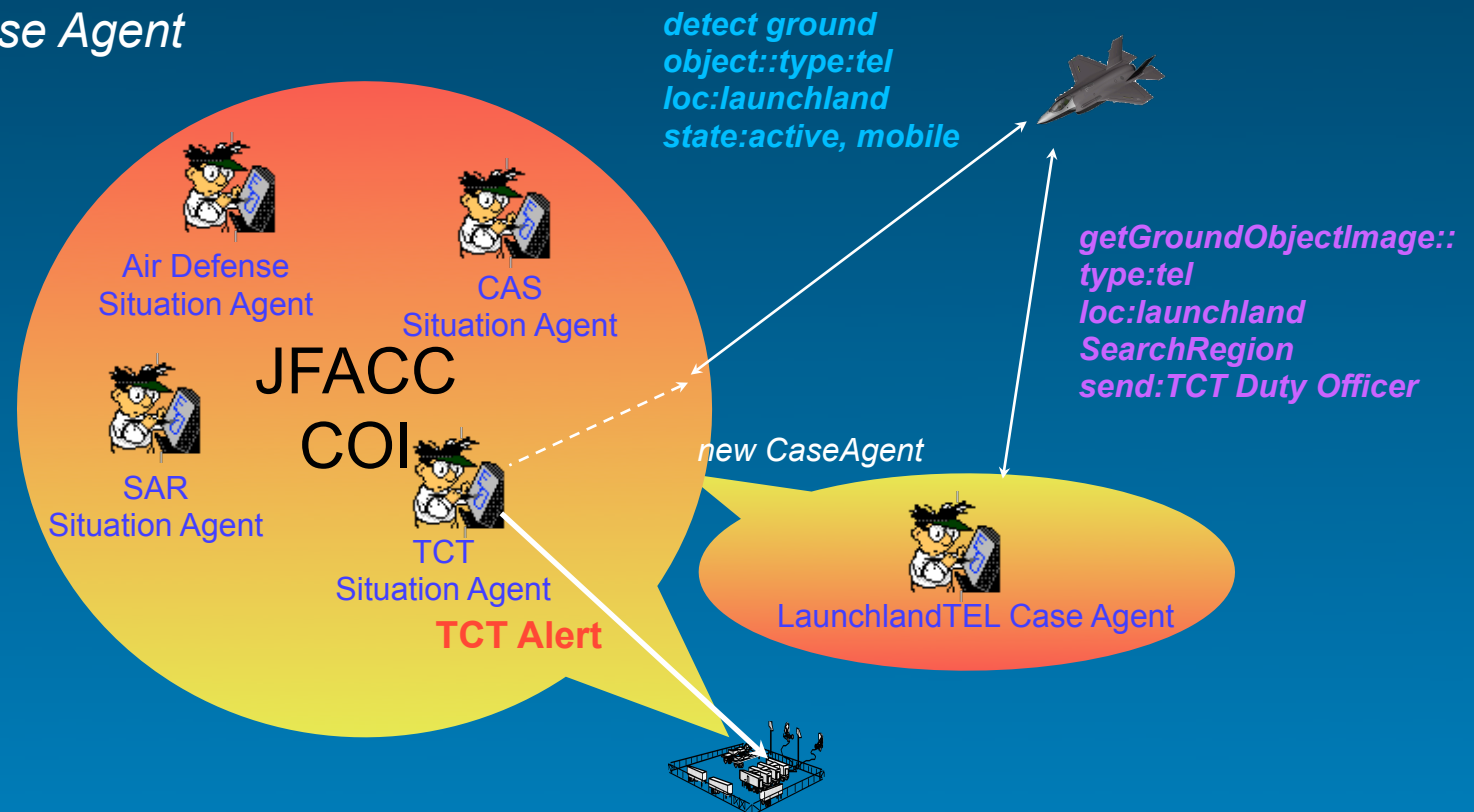 se Agent
detect ground
object::type:tel
loc:launchland
state:active, mobile
Air Defense
Situation Agent
CAS
Situation Agent
JFACC
COI
SAR
Situation Agent
TCT
Situation Agent
TCT Alert
getGroundObjectImage::
type:tel
loc:launchland
SearchRegion
send:TCT Duty Officer
new CaseAgent
LaunchlandTEL Case Agent